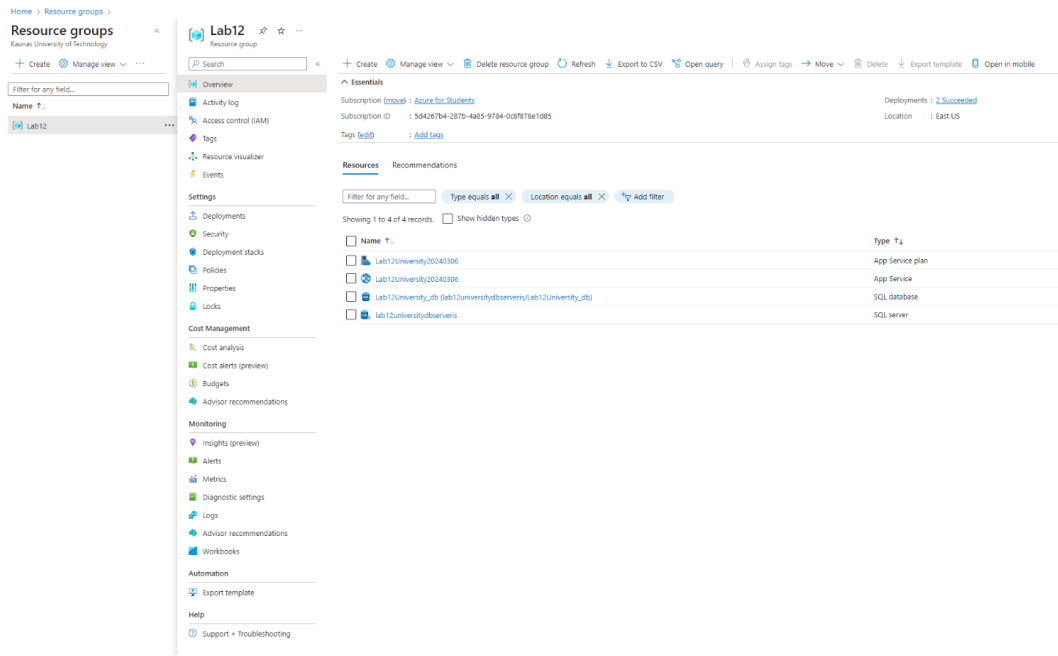 Home > Resource groups >
Resource groups
Kaunas University of Technology
Create Manage view ...
Filter for any field...
Name ↑
Lab12 ...
Lab12 ...
Resource group
Search
Overview
Activity log
Access control (IAM)
Tags
Resource visualizer
Events
Settings
Deployments
Security
Deployment stacks
Policies
Properties
Locks
Cost Management
Cost analysis
Cost alerts (preview)
Budgets
Advisor recommendations
Monitoring
Insights (preview)
Alerts
Metrics
Diagnostic settings
Logs
Advisor recommendations
Workbooks
Automation
Export template
Help
Support + Troubleshooting
Create Manage view Delete resource group Refresh Export to CSV Open query Assign tags Move Delete Export template Open in mobile
Essentials
Subscription (move) : Azure for Students Deployments : 2 Succeeded
Subscription ID : 5d4267b4-287b-4a85-9784-0c8f878e1d85 Location : East US
Tags (edit) : Add tags
Resources Recommendations
Filter for any field... Type equals all Location equals all Add filter
Showing 1 to 4 of 4 records. Show hidden types
Name ↑ Type ↑↓
Lab12University20240306 App Service plan
Lab12University20240306 App Service
Lab12University_db (lab12universitydbserveris/Lab12University_db) SQL database
lab12universitydbserveris SQL server